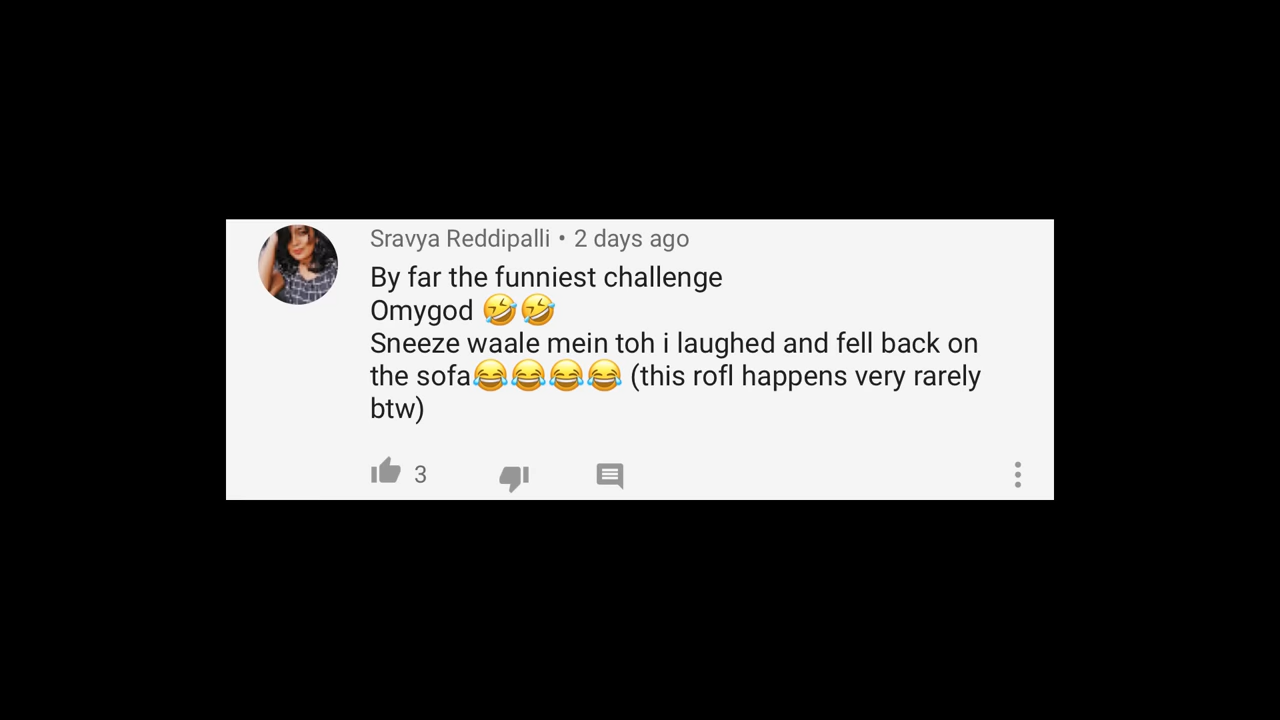 Sravya Reddipalli • 2 days ago
By far the funniest challenge
Omygod 🤣🤣
Sneeze waale mein toh i laughed and fell back on
the sofa😂😂😂😂 (this rofl happens very rarely
btw)
3